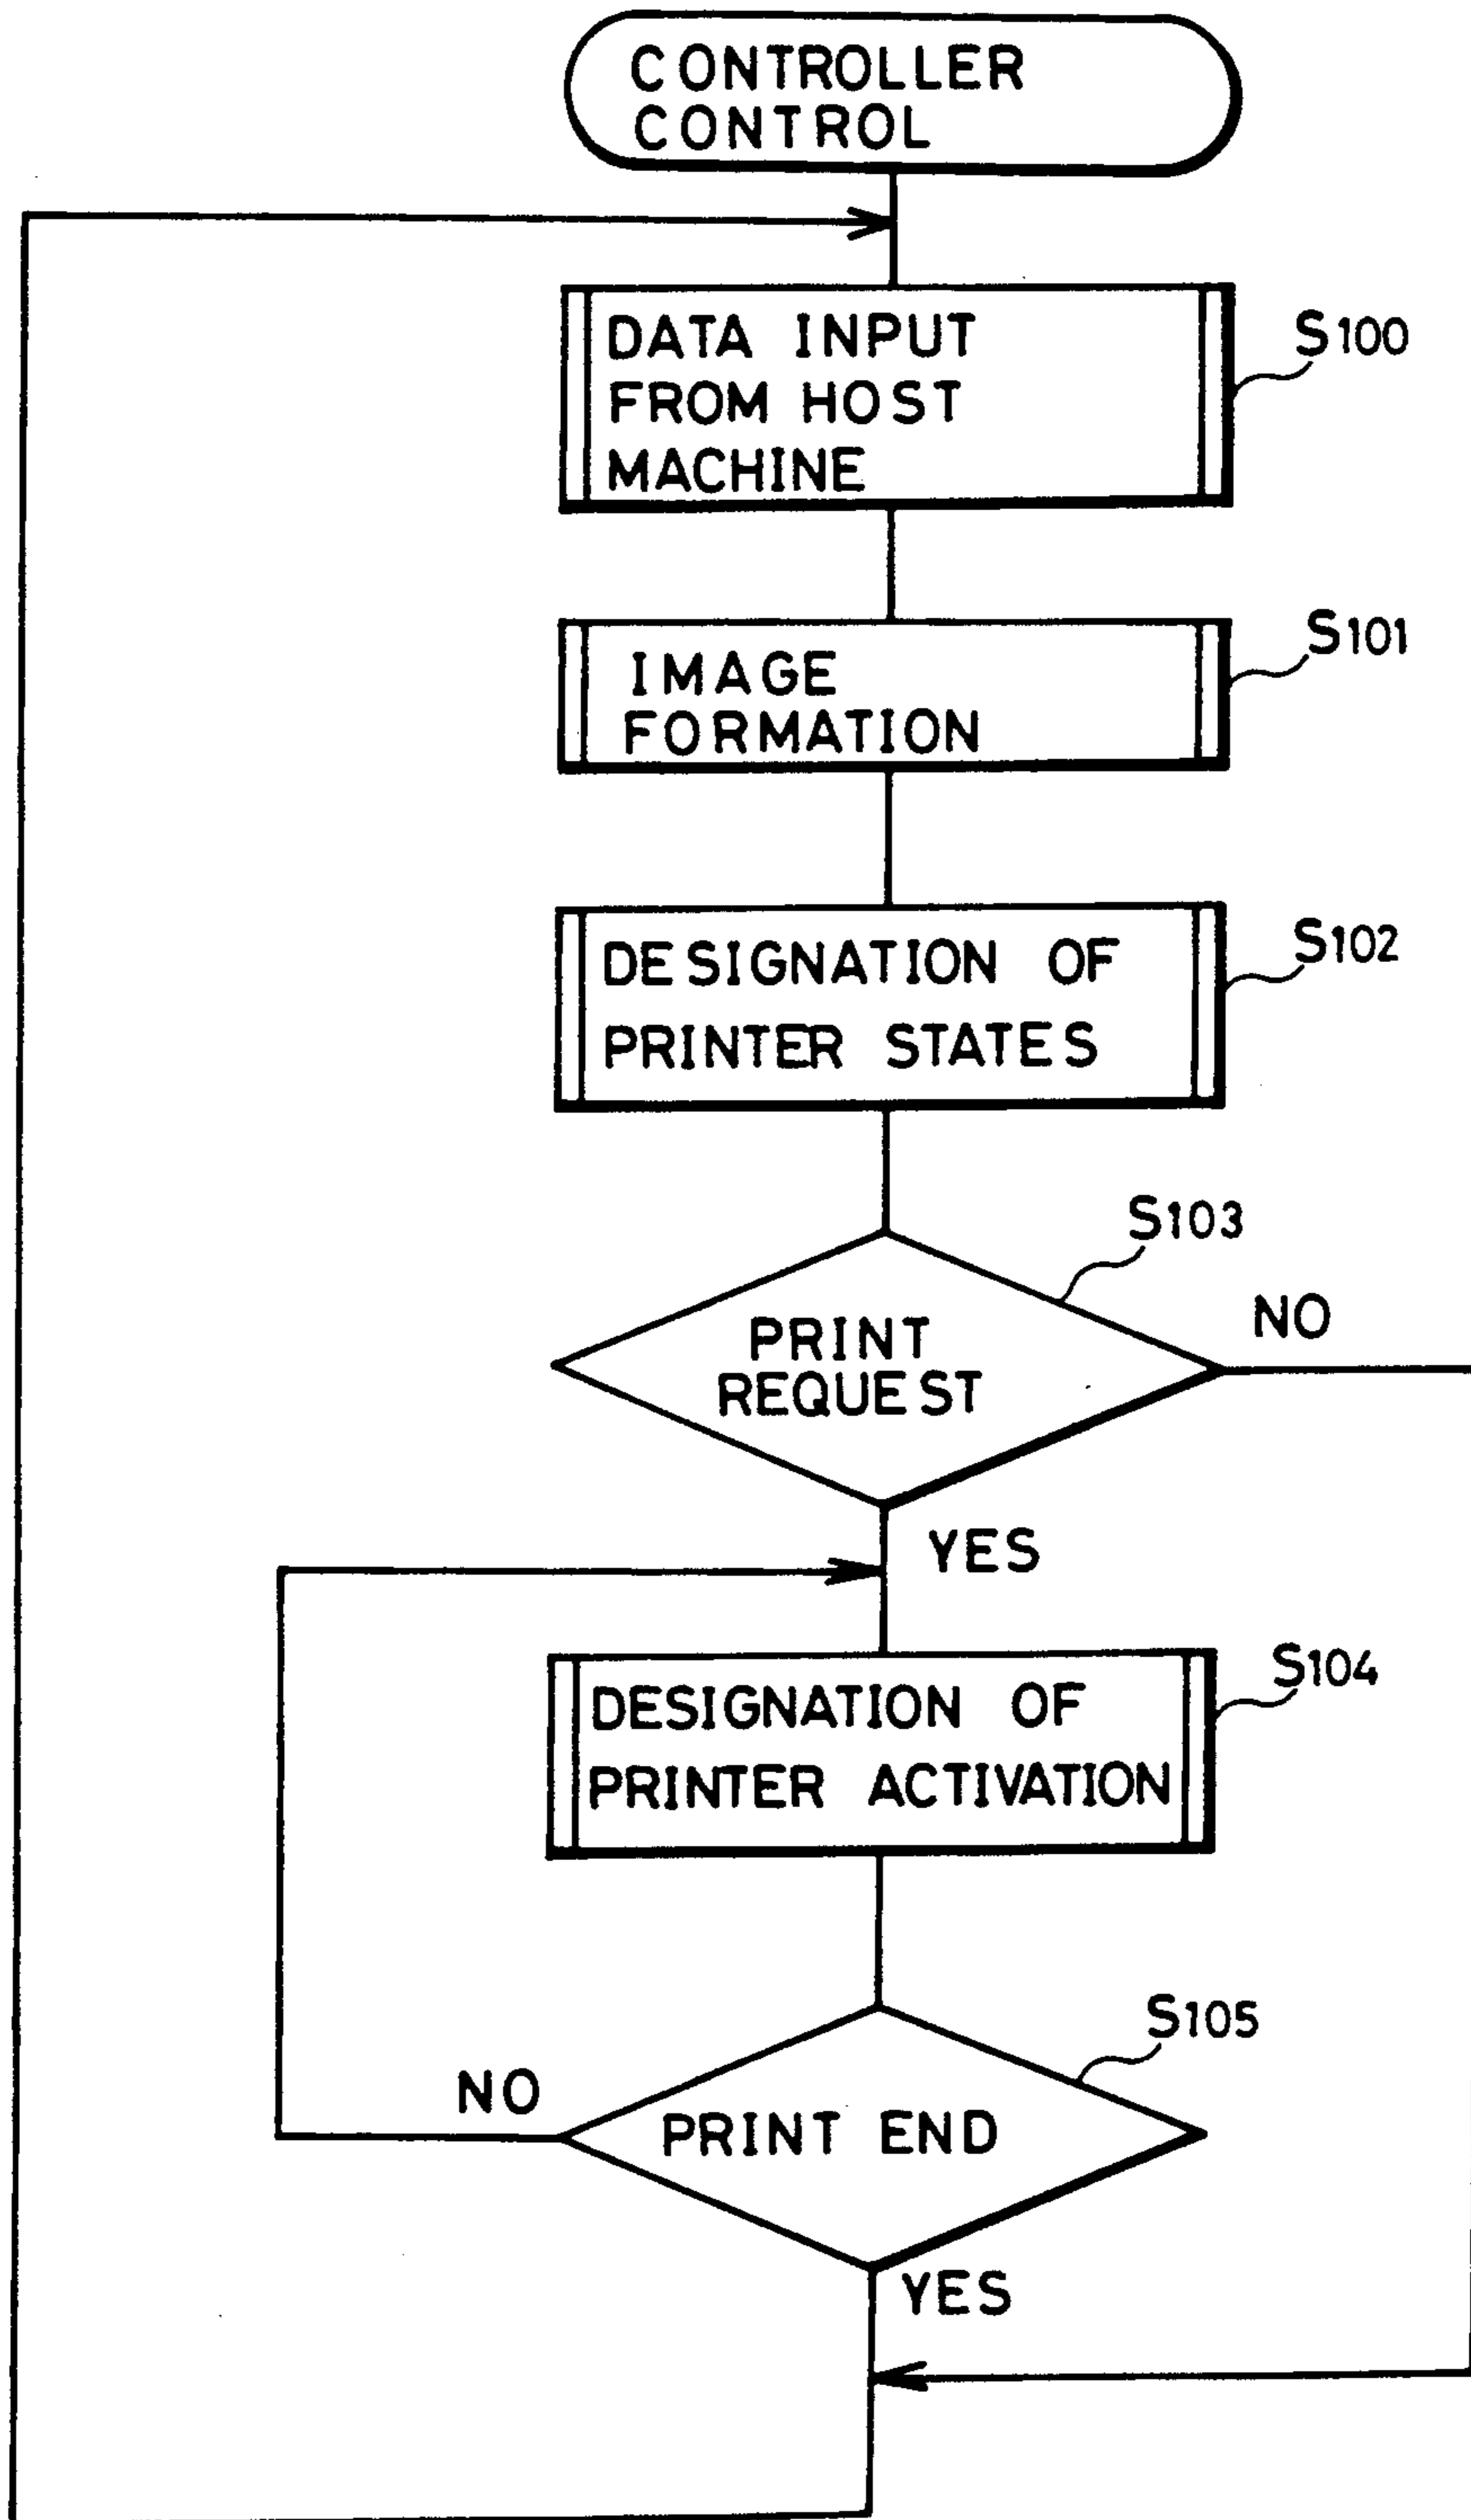 CONTROLLER
CONTROL
DATA INPUT
FROM HOST
MACHINE
S100
IMAGE
FORMATION
S101
DESIGNATION OF
PRINTER STATES
S102
PRINT
REQUEST
S103
NO
YES
DESIGNATION OF
PRINTER ACTIVATION
S104
PRINT END
S105
NO
YES